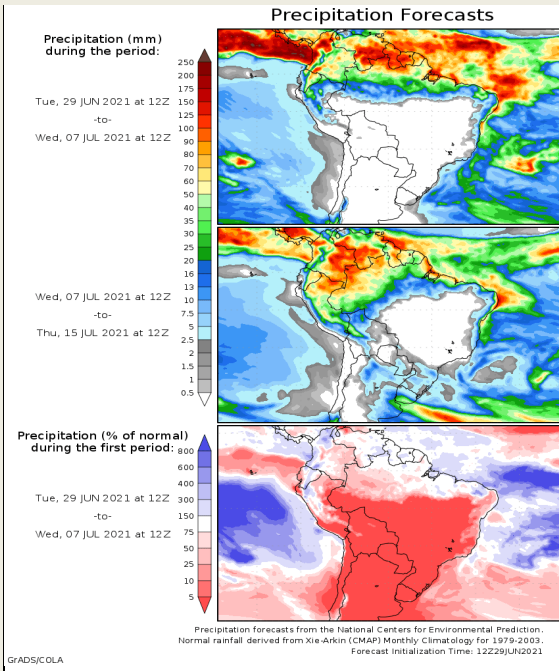 Precipitation Forecasts
Precipitation (mm)
during the period:
Tue, 29 JUN 2021 at 12Z
-to-
Wed, 07 JUL 2021 at 12Z
250
200
175
150
125
100
90
80
70
60
50
40
35
30
25
20
16
13
10
7.5
5
2.5
2
1.5
1
0.5
Wed, 07 JUL 2021 at 12Z
-to-
Thu, 15 JUL 2021 at 12Z
Precipitation (% of normal)
during the first period:
Tue, 29 JUN 2021 at 12Z
-to-
Wed, 07 JUL 2021 at 12Z
800
600
400
300
150
75
50
25
10
5
Precipitation forecasts from the National Centers for Environmental Prediction.
Normal rainfall derived from Xie-Arkin (CMAP) Monthly Climatology for 1979-2003.
Forecast Initialization Time: 12Z29JUN2021
GrADS/COLA